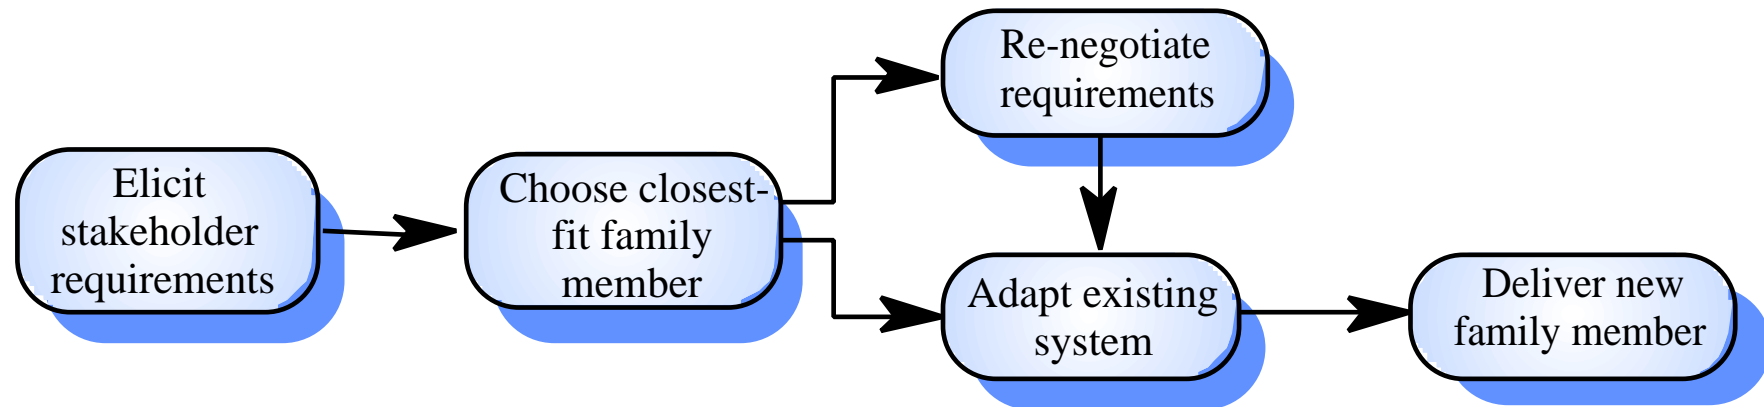 Elicit
stakeholder
requirements
Choose closest-
fit family
member
Re-negotiate
requirements
Adapt existing
system
Deliver new
family member